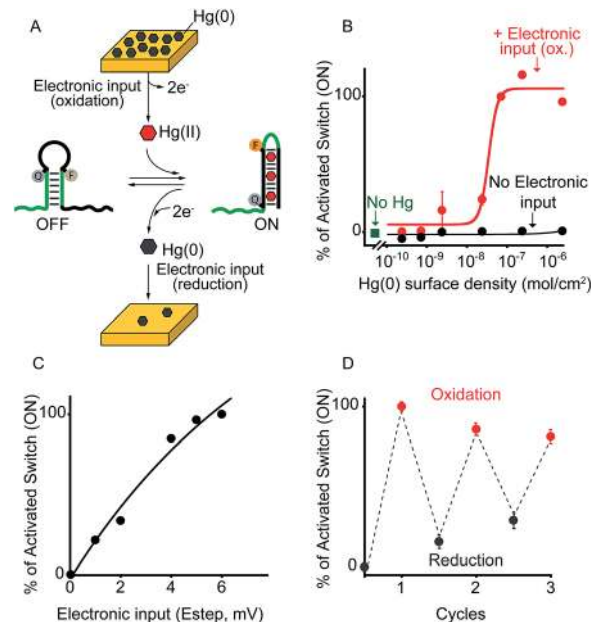 A
Hg(0)
Electronic input
(oxidation)
2e-
Hg(II)
Q
F
OFF
F
Q
ON
2e-
Hg(0)
Electronic input
(reduction)
B
% of Activated Switch (ON)
100
0
+ Electronic
input (ox.)
No Hg
No Electronic
input
10-10 10-9 10-8 10-7 10-6
Hg(0) surface density (mol/cm2)
C
% of Activated Switch (ON)
100
0
0 2 4 6
Electronic input (Estep, mV)
D
% of Activated Switch (ON)
100
0
Oxidation
Reduction
1 2 3
Cycles